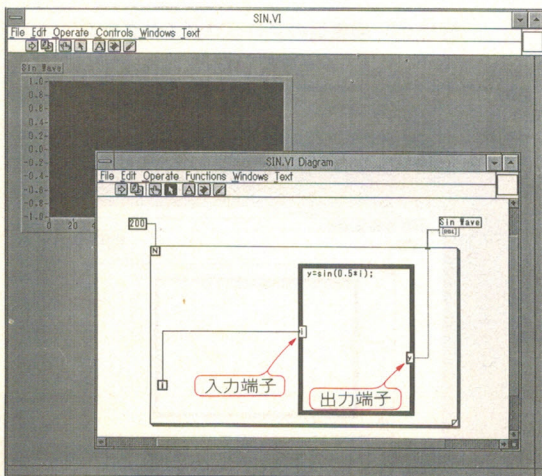 SIN.VI
File Edit Operate Controls Windows Text
Sin Wave
1.0
0.8
0.6
0.4
0.2
0.0
-0.2
-0.4
-0.6
-0.8
-1.0
0 20
SIN.VI Diagram
File Edit Operate Functions Windows Text
200
Sin Wave
[DBL]
N
y=sin(0.5*i);
i
y
i
入力端子
出力端子